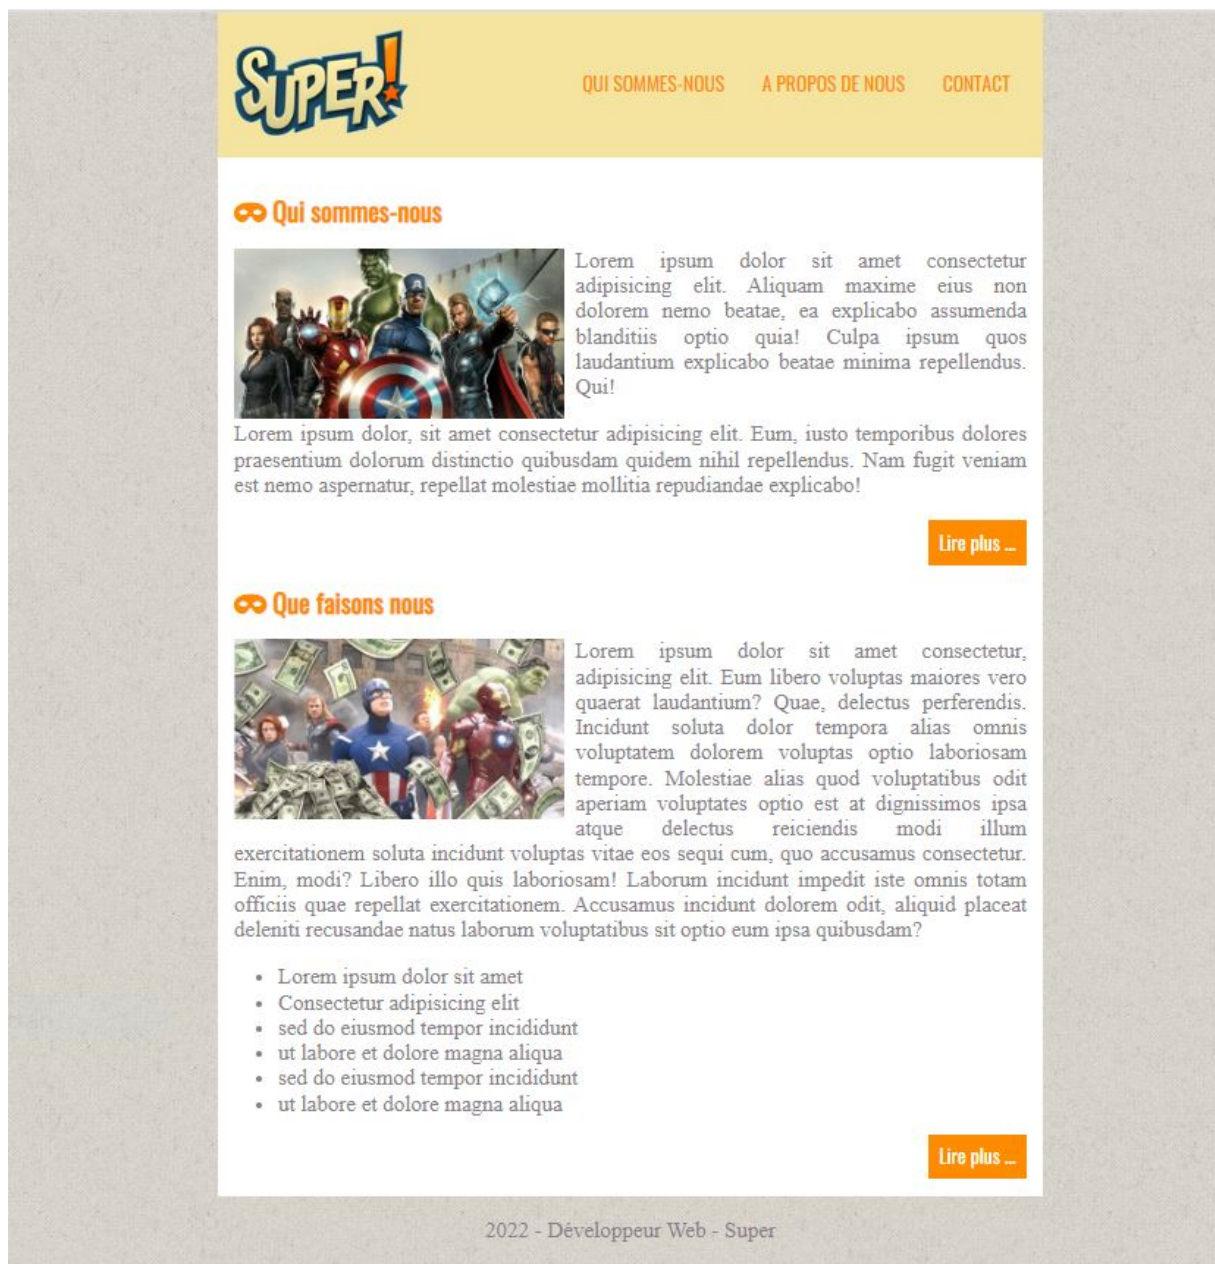 SUPER!
QUI SOMMES-NOUS A PROPOS DE NOUS CONTACT
Qui sommes-nous
Lorem ipsum dolor sit amet consectetur
adipisicing elit. Aliquam maxime eius non
dolorem nemo beatae, ea explicabo assumenda
blanditiis optio quia! Culpa ipsum quos
laudantium explicabo beatae minima repellendus.
Qui!
Lorem ipsum dolor, sit amet consectetur adipisicing elit. Eum, iusto temporibus dolores
praesentium dolorum distinctio quibusdam quidem nihil repellendus. Nam fugit veniam
est nemo aspernatur, repellat molestiae mollitia repudiandae explicabo!
Lire plus ...
Que faisons nous
Lorem ipsum dolor sit amet consectetur,
adipisicing elit. Eum libero voluptas maiores vero
quaerat laudantium? Quae, delectus perferendis.
Incidunt soluta dolor tempora alias omnis
voluptatem dolorem voluptas optio laboriosam
tempore. Molestiae alias quod voluptatibus odit
aperiam voluptates optio est at dignissimos ipsa
atque delectus reiciendis modi illum
exercitationem soluta incidunt voluptas vitae eos sequi cum, quo accusamus consectetur.
Enim, modi? Libero illo quis laboriosam! Laborum incidunt impedit iste omnis totam
officiis quae repellat exercitationem. Accusamus incidunt dolorem odit, aliquid placeat
deleniti recusandae natus laborum voluptatibus sit optio eum ipsa quibusdam?
• Lorem ipsum dolor sit amet
• Consectetur adipisicing elit
• sed do eiusmod tempor incididunt
• ut labore et dolore magna aliqua
• sed do eiusmod tempor incididunt
• ut labore et dolore magna aliqua
Lire plus ...
2022 - Développeur Web - Super